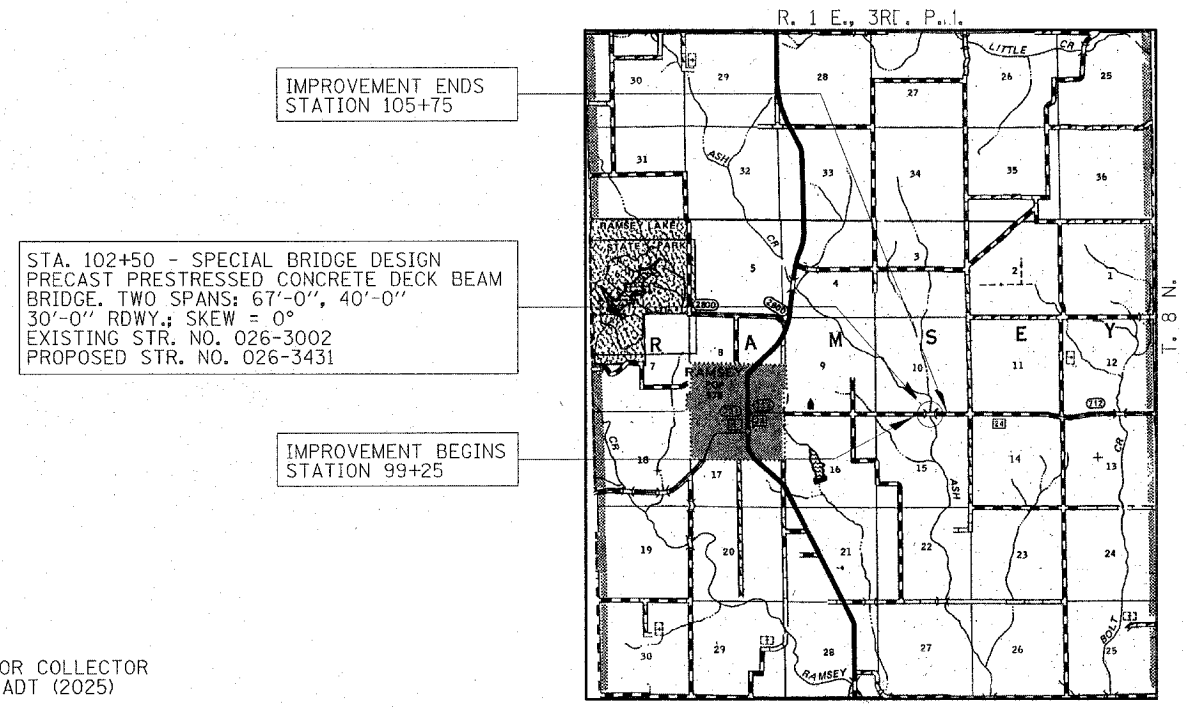 R. 1 E., 3RD. P.M.
IMPROVEMENT ENDS
STATION 105+75
STA. 102+50 - SPECIAL BRIDGE DESIGN
PRECAST PRESTRESSED CONCRETE DECK BEAM
BRIDGE. TWO SPANS: 67'-0", 40'-0"
30'-0" RDWY.; SKEW = 0°
EXISTING STR. NO. 026-3002
PROPOSED STR. NO. 026-3431
IMPROVEMENT BEGINS
STATION 99+25
OR COLLECTOR
ADT (2025)
LITTLE CR
30 29 28 27 26 25
ASH
31 32 33 34 35 36
RAMSEY LAKE
STATE PARK
CR
5 4 3 2 1
2800 2800
T. 8 N.
R A M S E Y
7 8 9 10 11 12
RAMSEY
POP
712
24
CR
18 17 16 15 14 13
ASH
CR
19 20 21 22 23 24
BOLT
30 29 28 27 26 25
RAMSEY